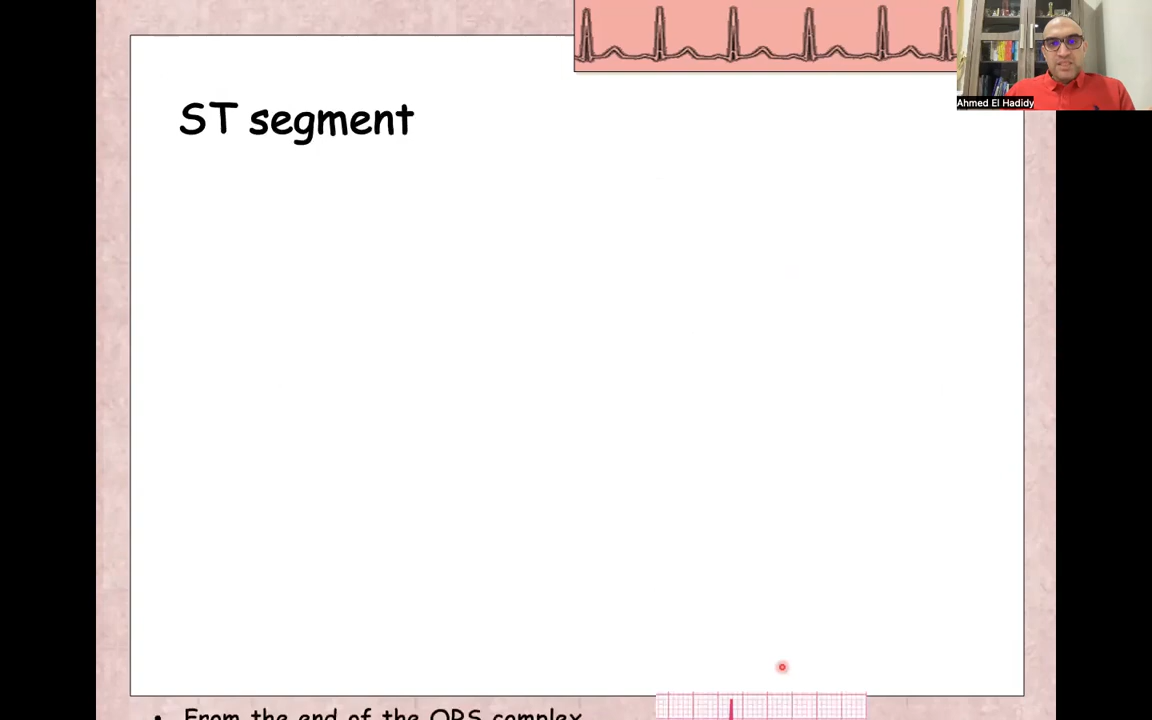 Ahmed El Hadidy
ST segment
• From the end of the QRS complex